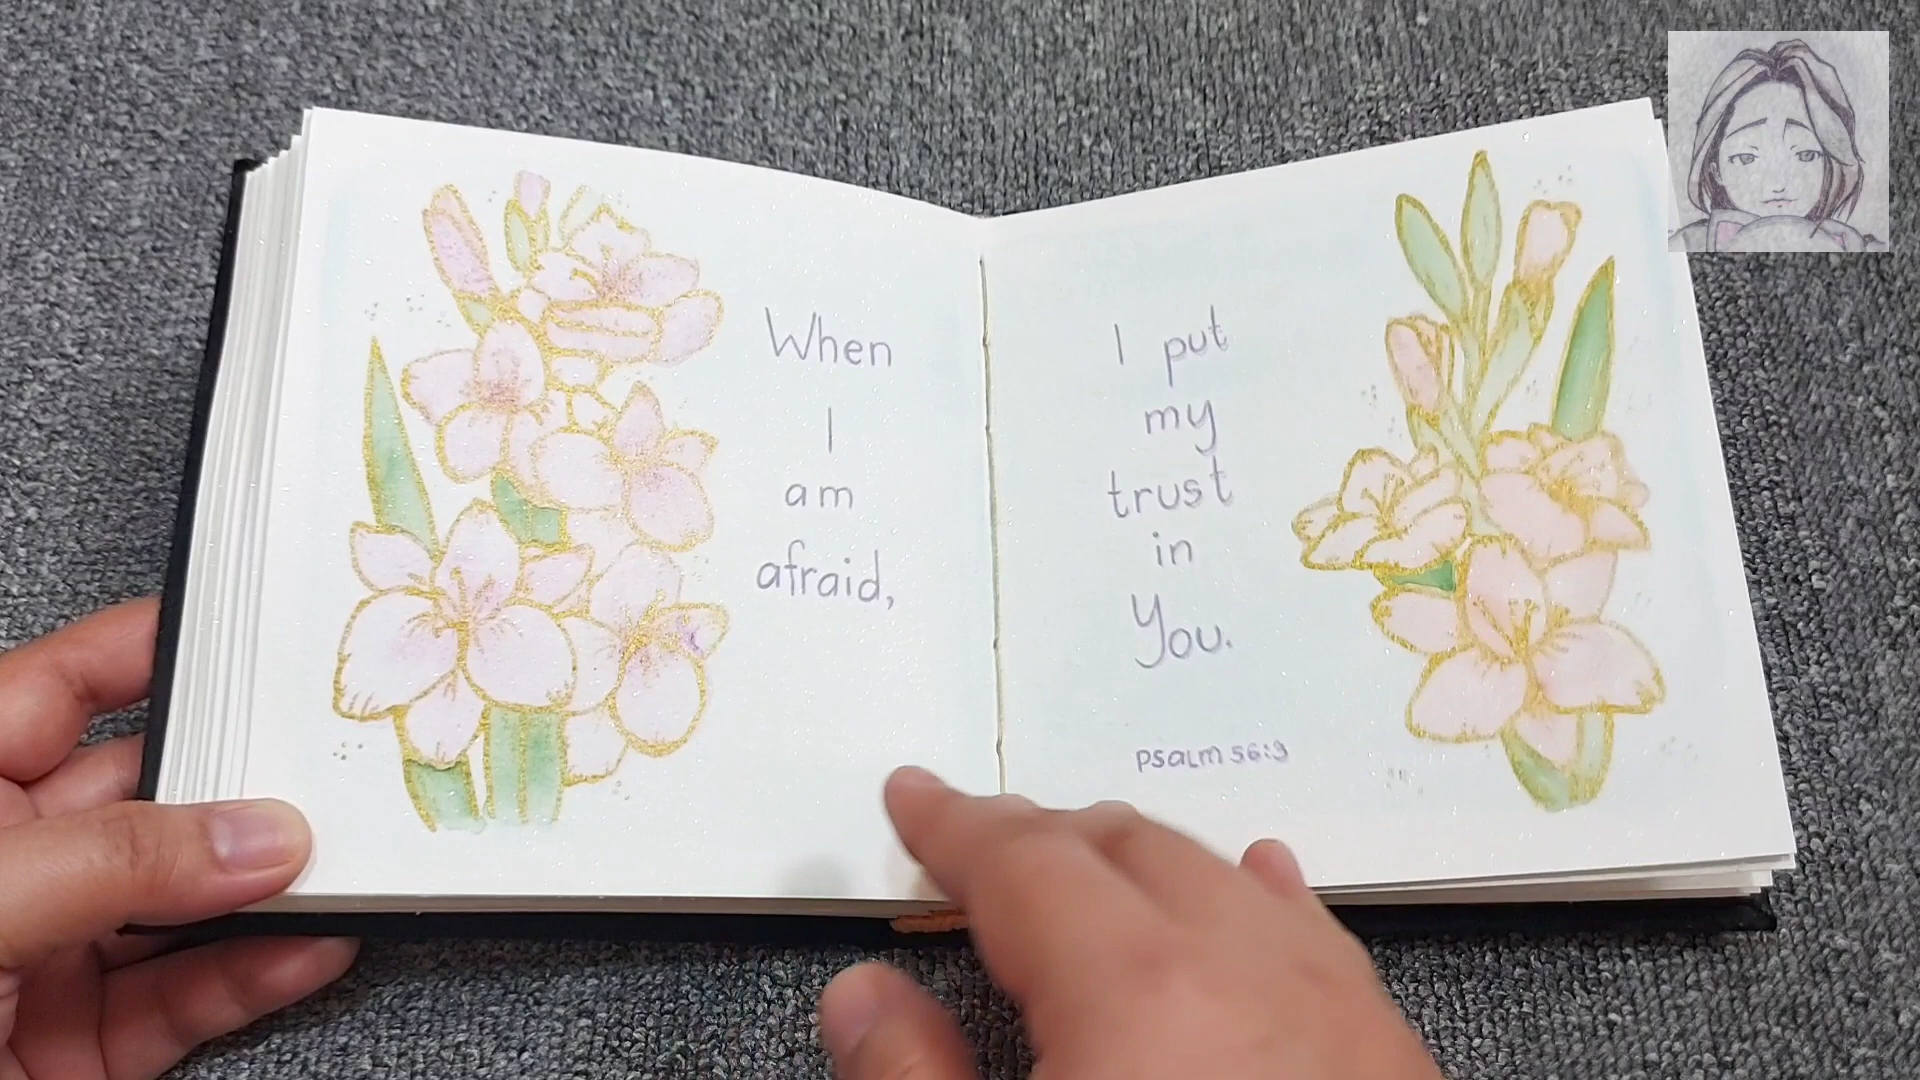 When
I
am
afraid,
I put
my
trust
in
You.
PSALM 56:3